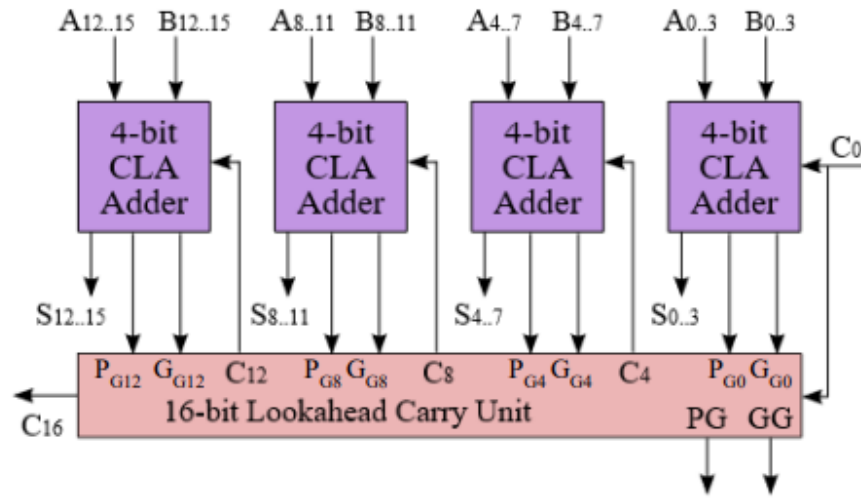 A12..15 B12..15 A8..11 B8..11 A4..7 B4..7 A0..3 B0..3
4-bit CLA Adder
4-bit CLA Adder
4-bit CLA Adder
4-bit CLA Adder
C0
S12..15 S8..11 S4..7 S0..3
PG12 GG12 C12 PG8 GG8 C8 PG4 GG4 C4 PG0 GG0
16-bit Lookahead Carry Unit
PG GG
C16